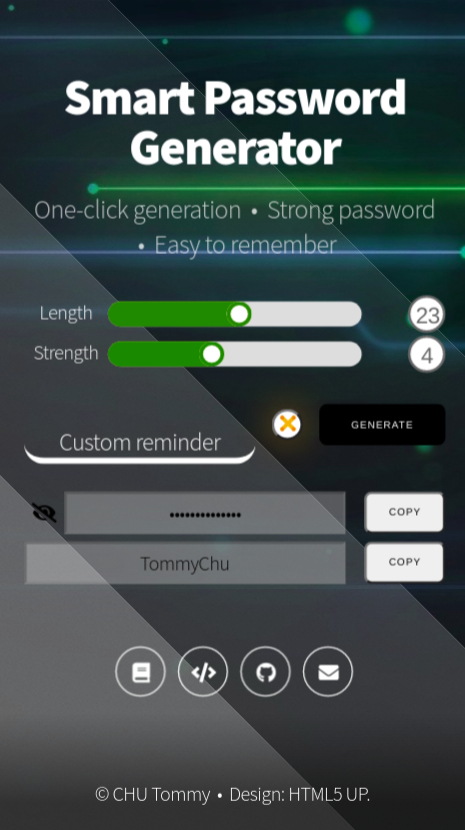 Smart Password
Generator
One-click generation • Strong password
• Easy to remember
Length 23
Strength 4
GENERATE
Custom reminder
•••••••••••••• COPY
TommyChu COPY
© CHU Tommy • Design: HTML5 UP.